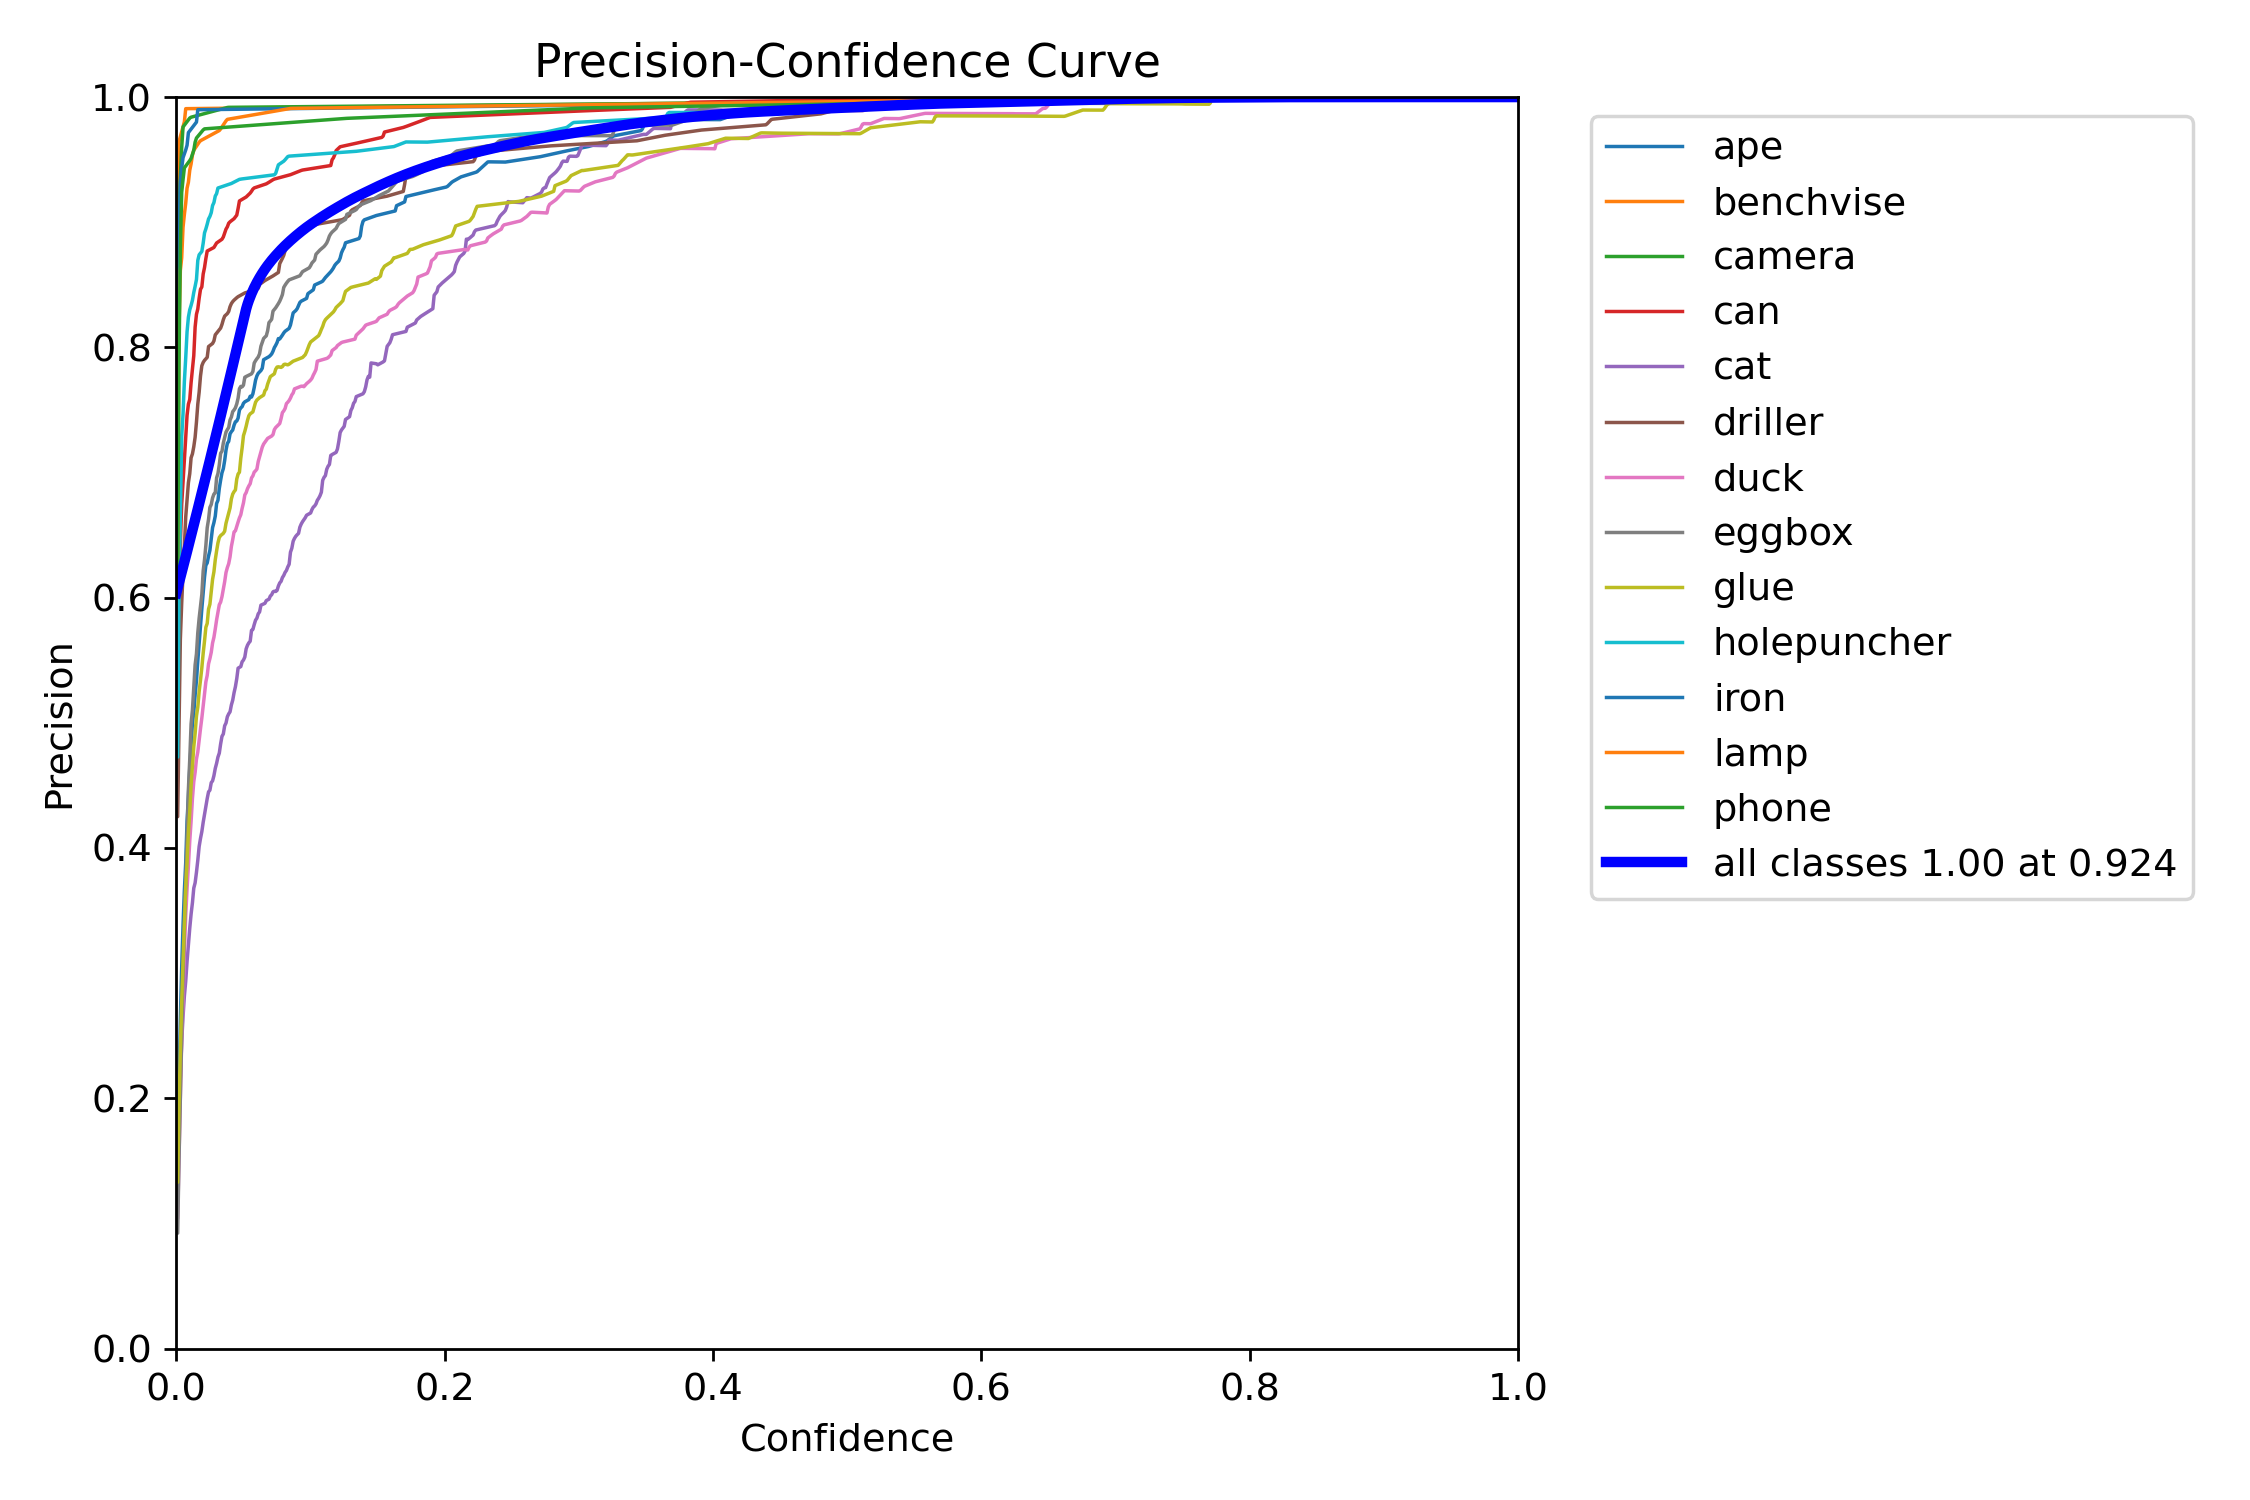 Precision-Confidence Curve
1.0
0.8
0.6
0.4
0.2
0.0
Precision
0.0 0.2 0.4 0.6 0.8 1.0
Confidence
ape
benchvise
camera
can
cat
driller
duck
eggbox
glue
holepuncher
iron
lamp
phone
all classes 1.00 at 0.924